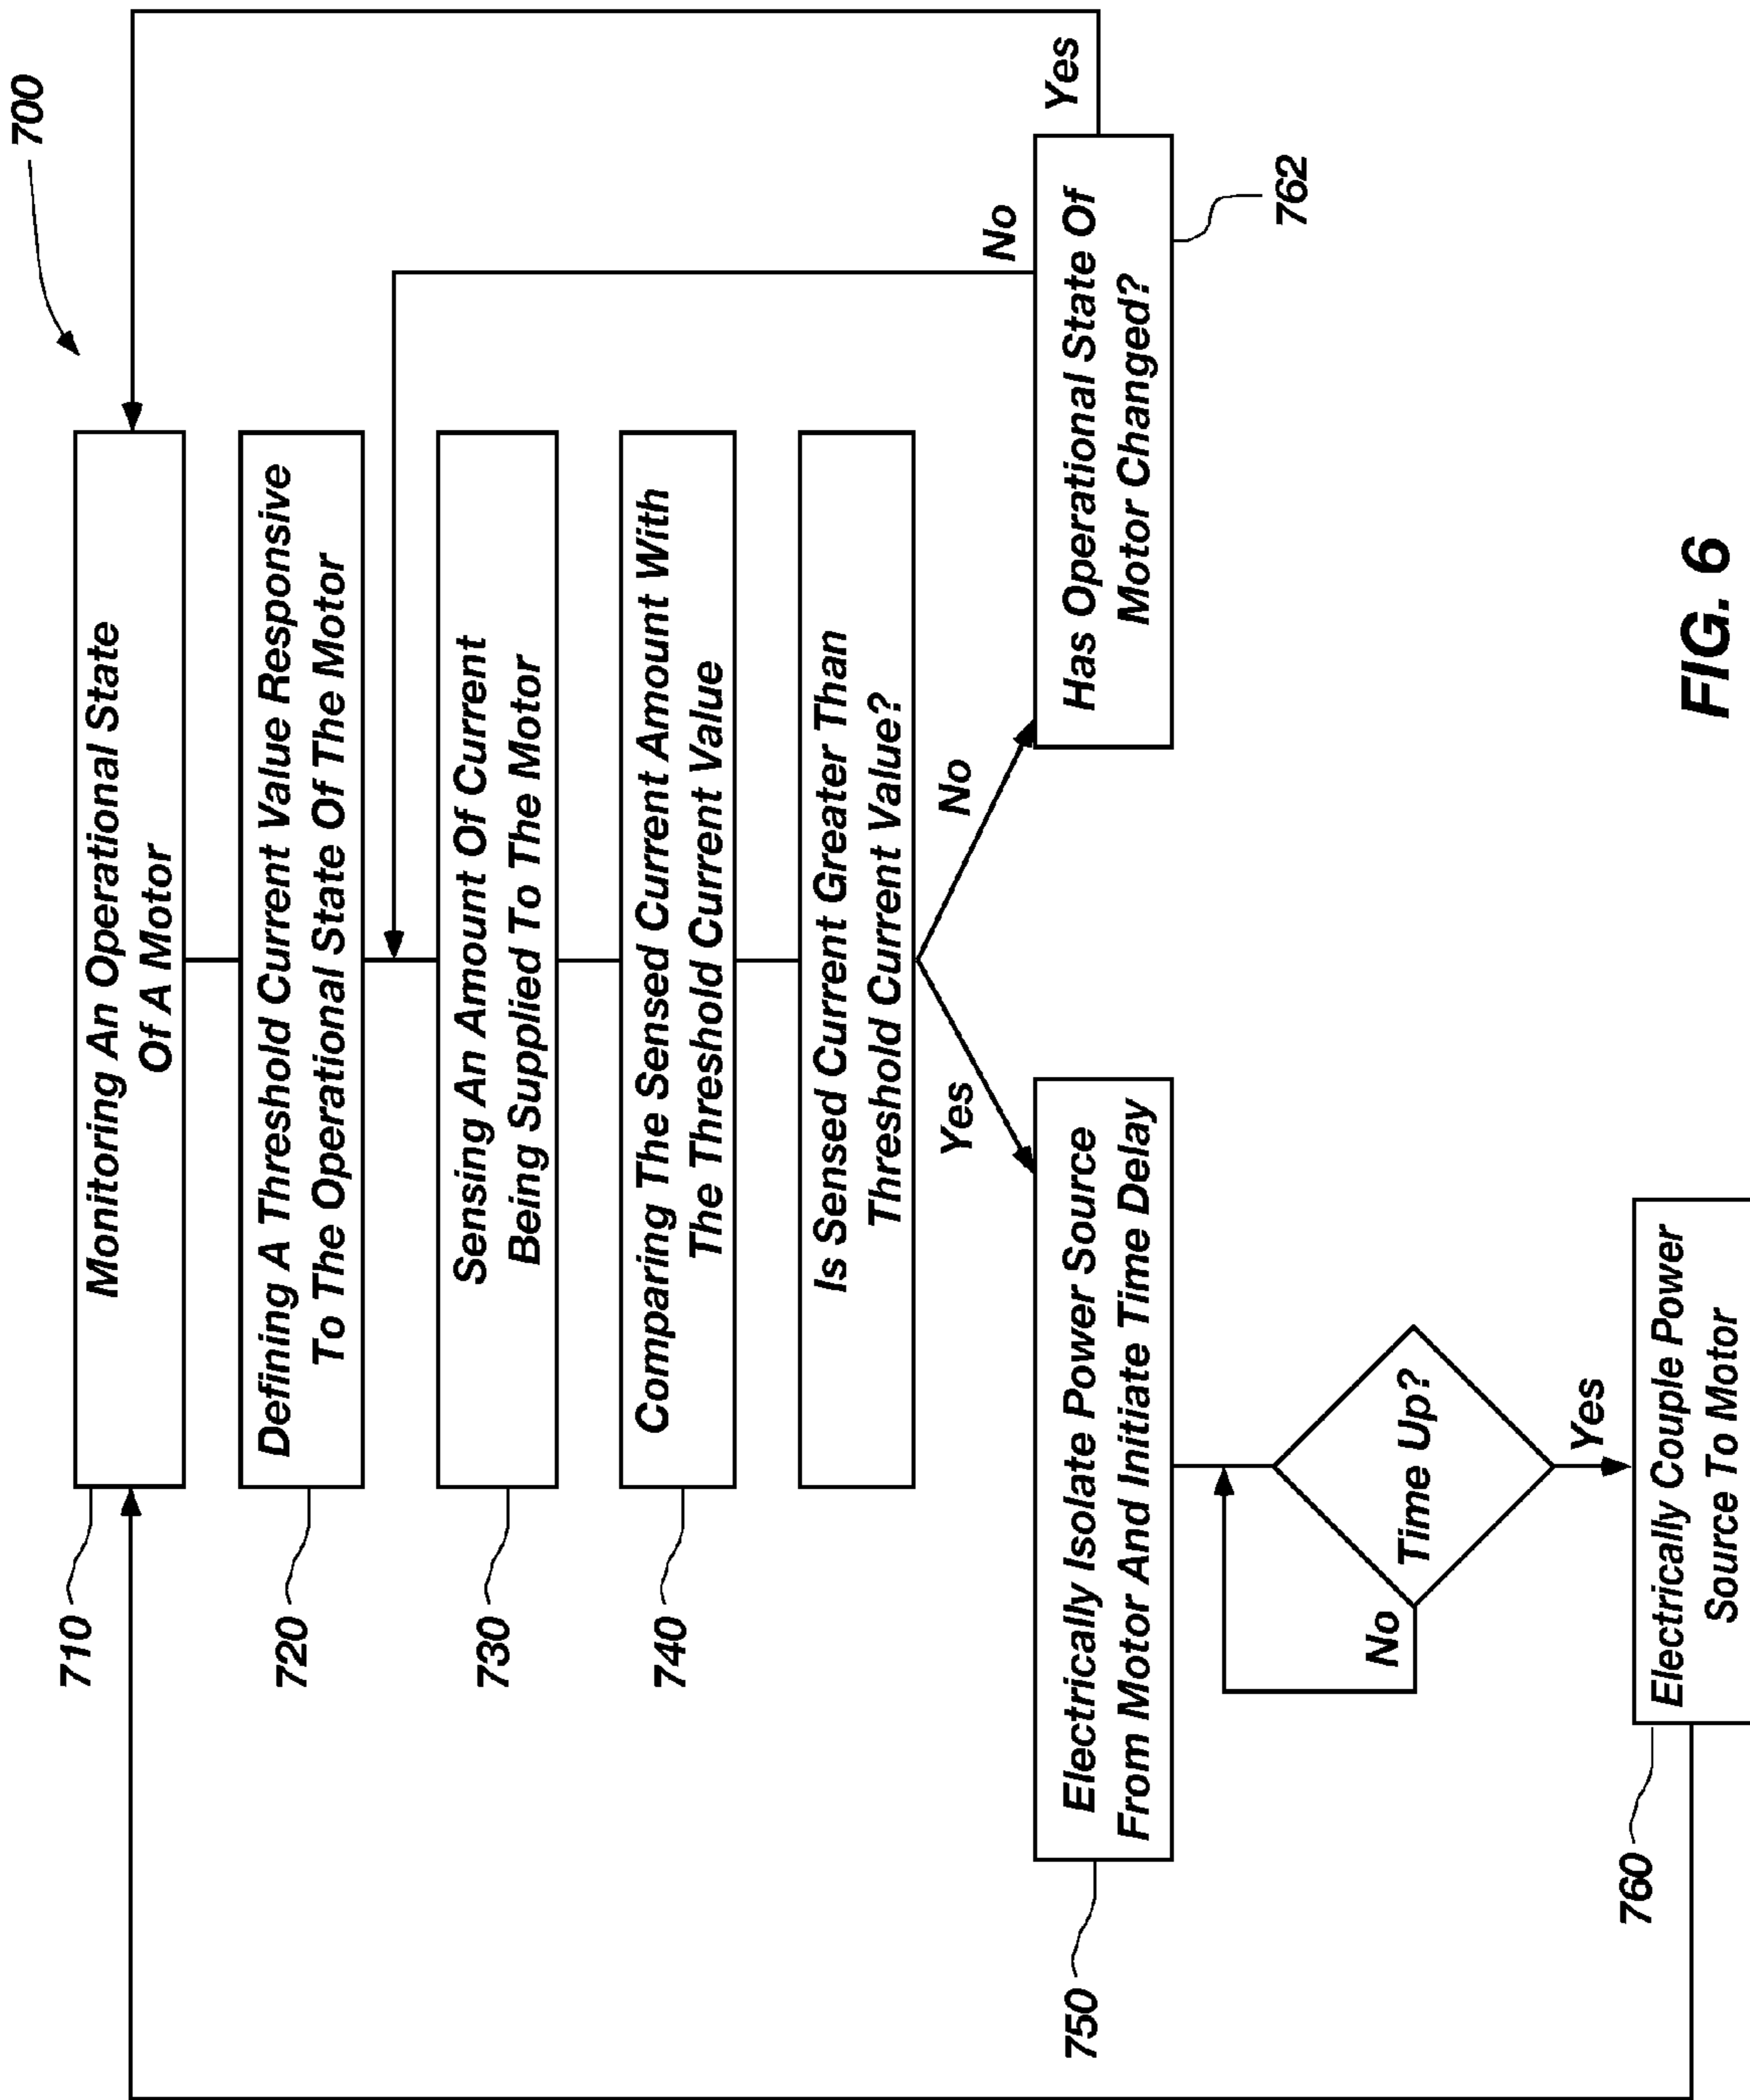 700
710
Monitoring An Operational State
Of A Motor
720
Defining A Threshold Current Value Responsive
To The Operational State Of The Motor
730
Sensing An Amount Of Current
Being Supplied To The Motor
740
Comparing The Sensed Current Amount With
The Threshold Current Value
Is Sensed Current Greater Than
Threshold Current Value?
Yes
No
No
Yes
750
Electrically Isolate Power Source
From Motor And Initiate Time Delay
Has Operational State Of
Motor Changed?
762
No
Time Up?
Yes
760
Electrically Couple Power
Source To Motor
FIG. 6